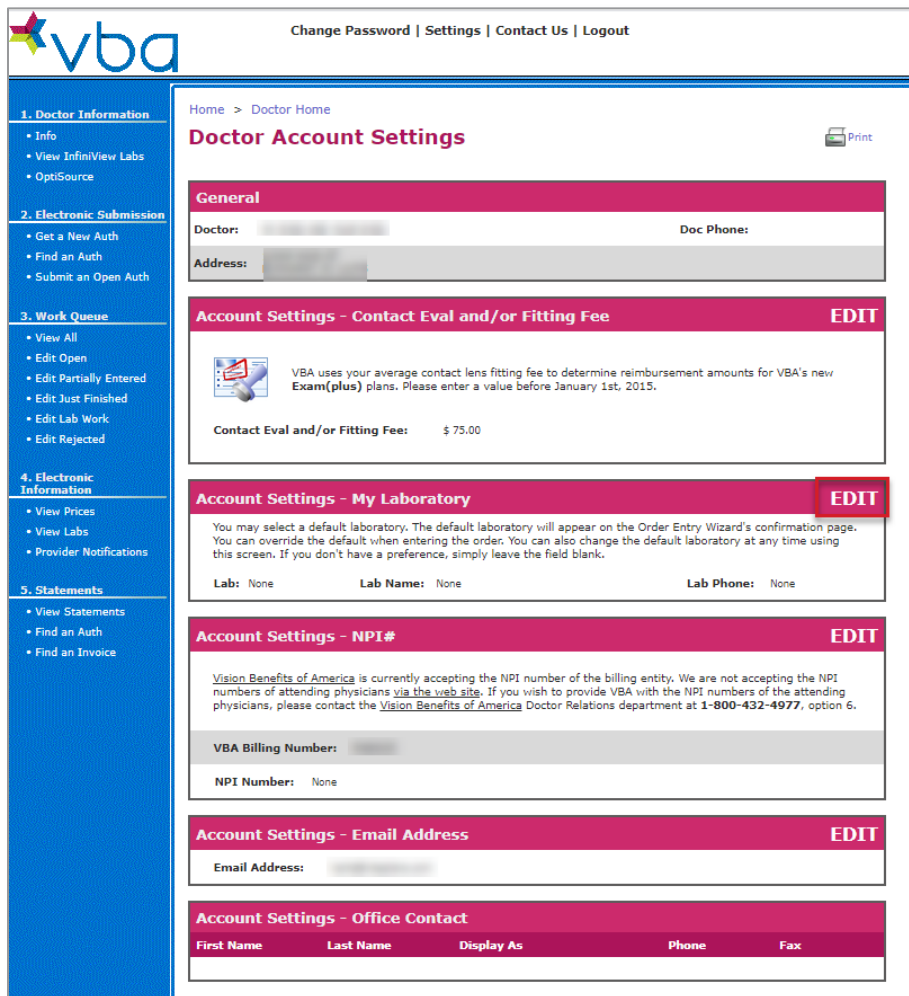 vba
Change Password | Settings | Contact Us | Logout
1. Doctor Information
• Info
• View InfiniView Labs
• OptiSource
2. Electronic Submission
• Get a New Auth
• Find an Auth
• Submit an Open Auth
3. Work Queue
• View All
• Edit Open
• Edit Partially Entered
• Edit Just Finished
• Edit Lab Work
• Edit Rejected
4. Electronic
Information
• View Prices
• View Labs
• Provider Notifications
5. Statements
• View Statements
• Find an Auth
• Find an Invoice
Home > Doctor Home
Doctor Account Settings
Print
General
Doctor: Doc Phone:
Address:
Account Settings - Contact Eval and/or Fitting Fee EDIT
VBA uses your average contact lens fitting fee to determine reimbursement amounts for VBA's new
Exam(plus) plans. Please enter a value before January 1st, 2015.
Contact Eval and/or Fitting Fee: $ 75.00
Account Settings - My Laboratory EDIT
You may select a default laboratory. The default laboratory will appear on the Order Entry Wizard's confirmation page.
You can override the default when entering the order. You can also change the default laboratory at any time using
this screen. If you don't have a preference, simply leave the field blank.
Lab: None Lab Name: None Lab Phone: None
Account Settings - NPI# EDIT
Vision Benefits of America is currently accepting the NPI number of the billing entity. We are not accepting the NPI
numbers of attending physicians via the web site. If you wish to provide VBA with the NPI numbers of the attending
physicians, please contact the Vision Benefits of America Doctor Relations department at 1-800-432-4977, option 6.
VBA Billing Number:
NPI Number: None
Account Settings - Email Address EDIT
Email Address:
Account Settings - Office Contact
First Name Last Name Display As Phone Fax